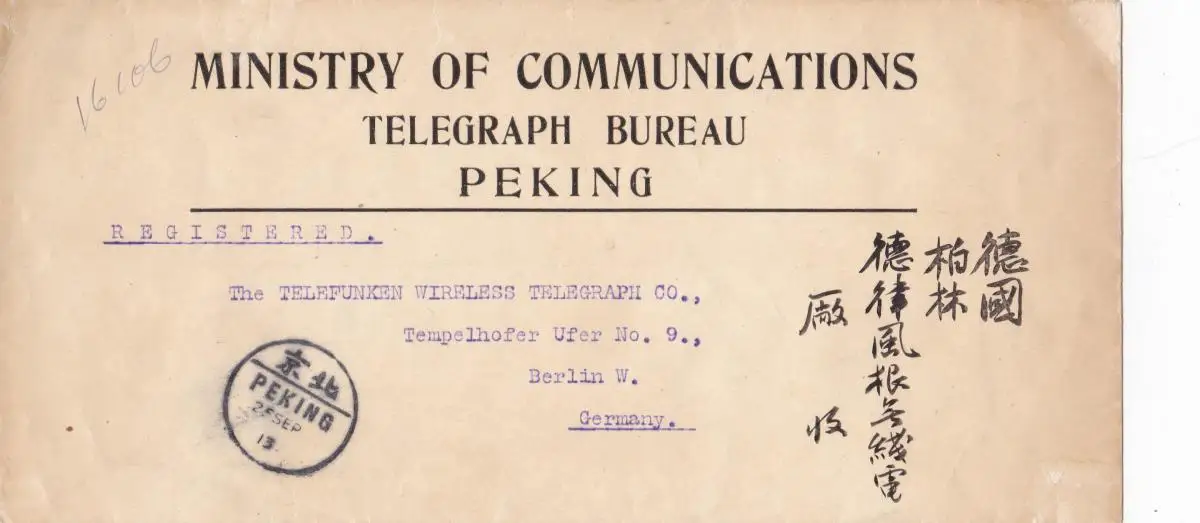 16106
MINISTRY OF COMMUNICATIONS
TELEGRAPH BUREAU
PEKING
REGISTERED.
The TELEFUNKEN WIRELESS TELEGRAPH CO.,
Tempelhofer Ufer No. 9.,
Berlin W.
Germany.
德國
柏林
德律風根無綫電
廠 收
京北
PEKING
SEP
13